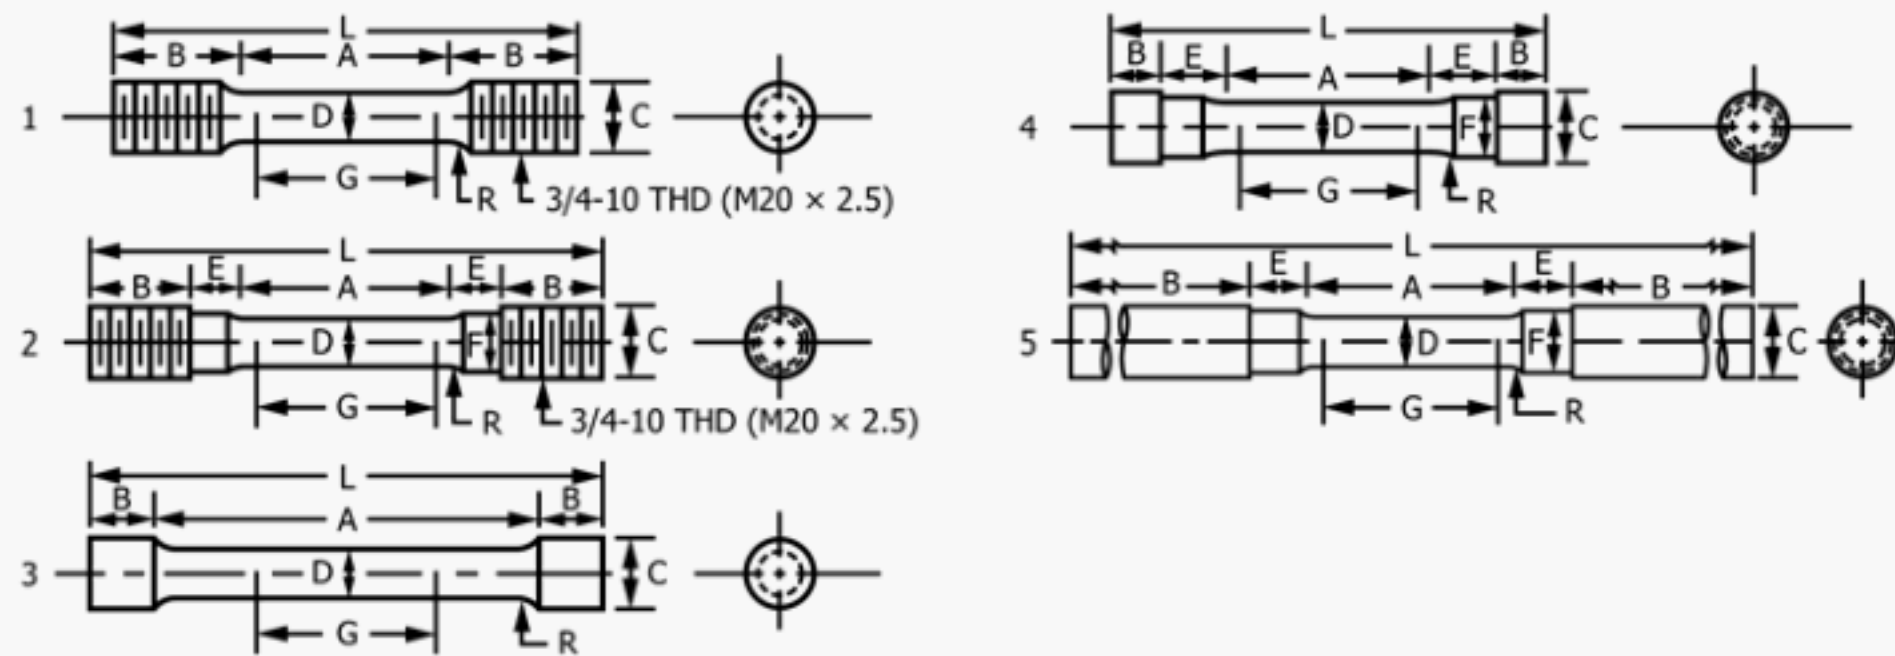 L
B A B
1 D C
G
R 3/4-10 THD (M20 × 2.5)
L
B E A E B
2 D F C
G
R 3/4-10 THD (M20 × 2.5)
L
B A B
3 D C
G
R
L
B E A E B
4 D F C
G
R
L
B E A E B
5 D F C
G
R